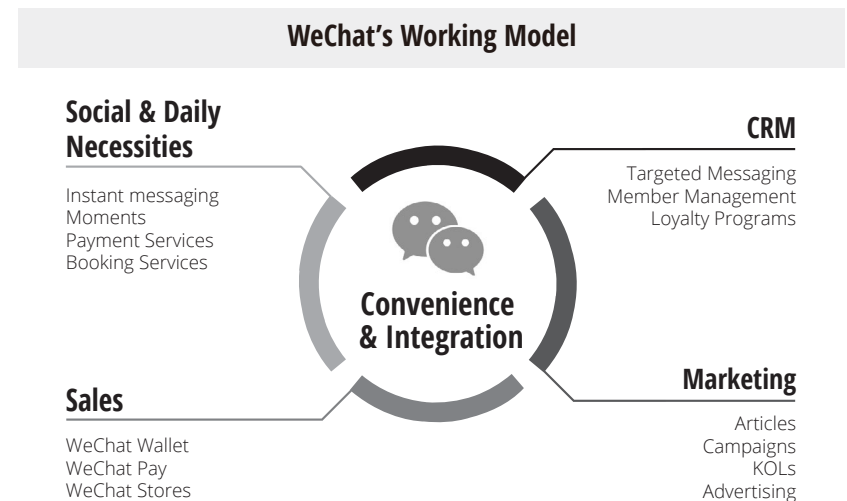 WeChat’s Working Model
Social & Daily
Necessities
Instant messaging
Moments
Payment Services
Booking Services
CRM
Targeted Messaging
Member Management
Loyalty Programs
Convenience
& Integration
Sales
WeChat Wallet
WeChat Pay
WeChat Stores
Marketing
Articles
Campaigns
KOLs
Advertising